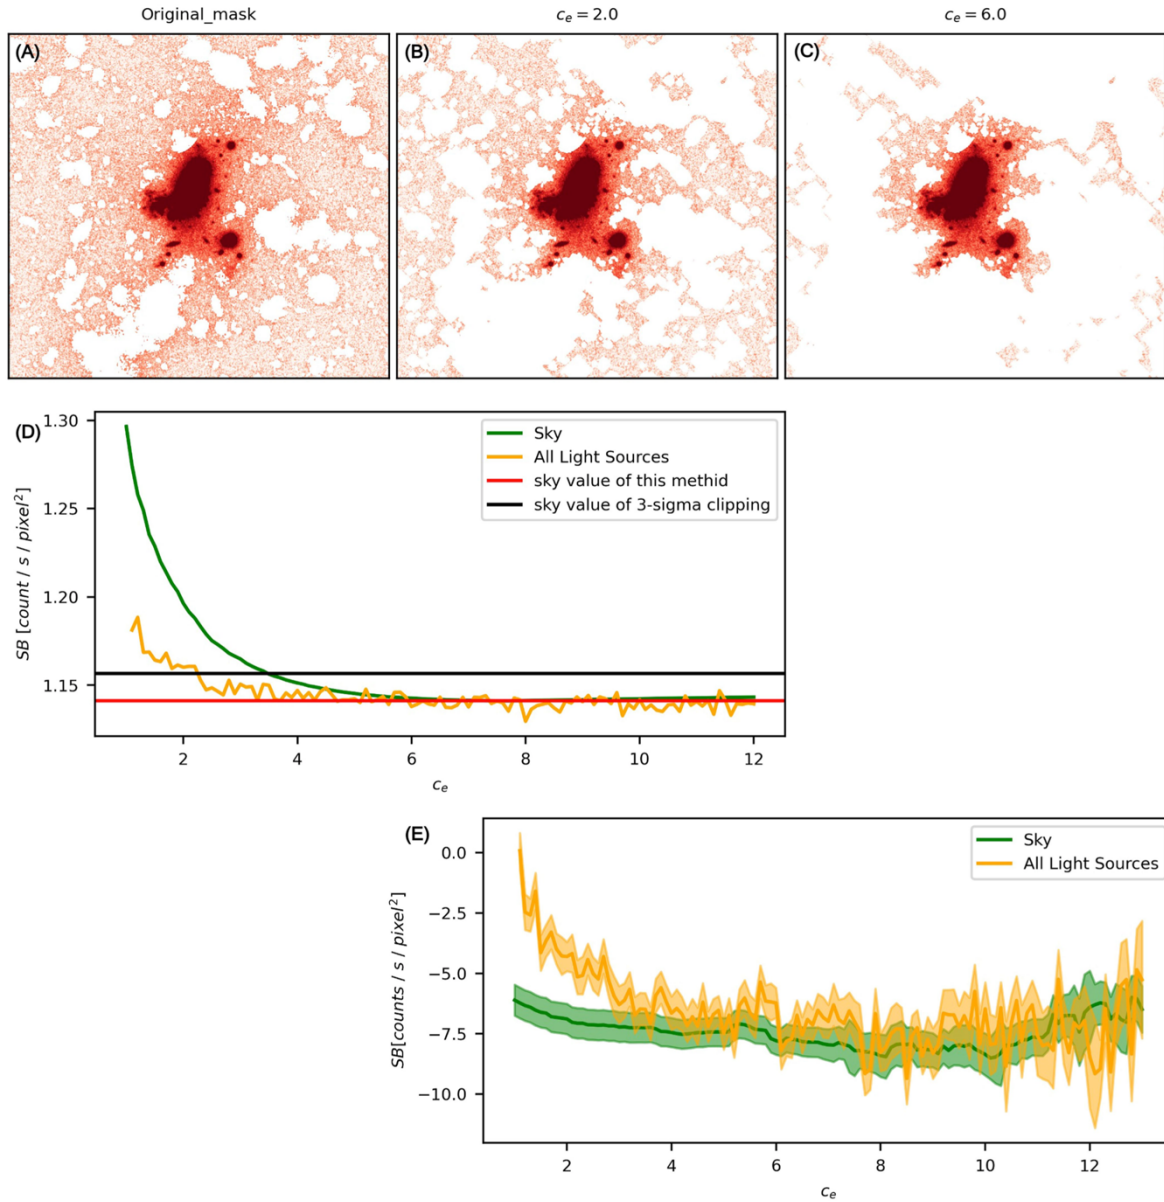 Original_mask
c_e = 2.0
c_e = 6.0
(A)
(B)
(C)
(D)
1.30
1.25
1.20
1.15
SB [count / s / pixel²]
Sky
All Light Sources
sky value of this methid
sky value of 3-sigma clipping
2 4 6 8 10 12
c_e
(E)
0.0
−2.5
−5.0
−7.5
−10.0
SB[counts / s / pixel²]
Sky
All Light Sources
2 4 6 8 10 12
c_e